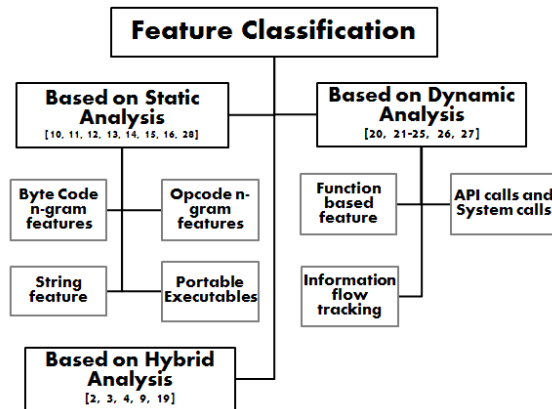 Feature Classification
Based on Static
Analysis
[10, 11, 12, 13, 14, 15, 16, 28]
Based on Dynamic
Analysis
[20, 21-25, 26, 27]
Byte Code
n-gram
features
Opcode n-
gram
features
String
feature
Portable
Executables
Function
based
feature
API calls and
System calls
Information
flow
tracking
Based on Hybrid
Analysis
[2, 3, 4, 9, 19]